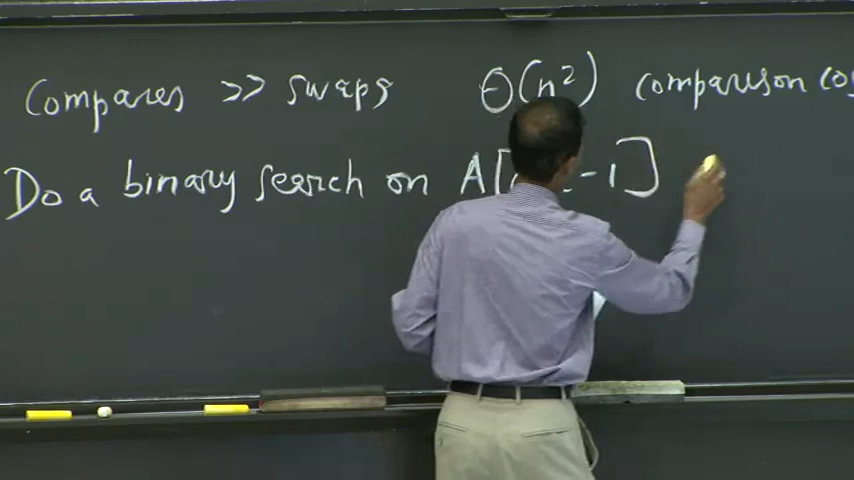 Compares >> swaps Θ(n²) comparison
Do a binary search on A[ -1]